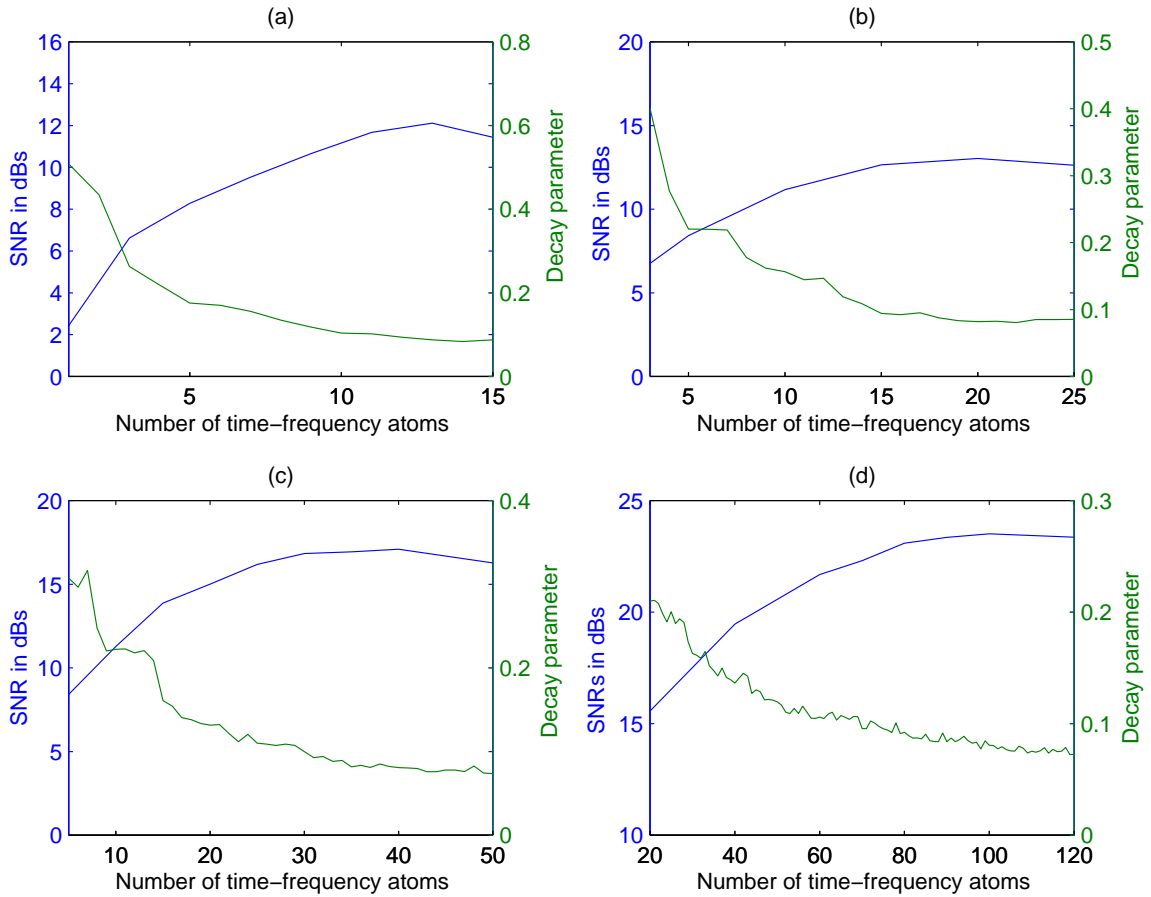 (a)
16
14
12
10
8
6
4
2
0
SNR in dBs
0.8
0.6
0.4
0.2
0
Decay parameter
5 10 15
Number of time−frequency atoms
(b)
20
15
10
5
0
SNR in dBs
0.5
0.4
0.3
0.2
0.1
0
Decay parameter
5 10 15 20 25
Number of time−frequency atoms
(c)
20
15
10
5
0
SNR in dBs
0.4
0.2
0
Decay parameter
10 20 30 40 50
Number of time−frequency atoms
(d)
25
20
15
10
SNRs in dBs
0.3
0.2
0.1
0
Decay parameter
20 40 60 80 100 120
Number of time−frequency atoms